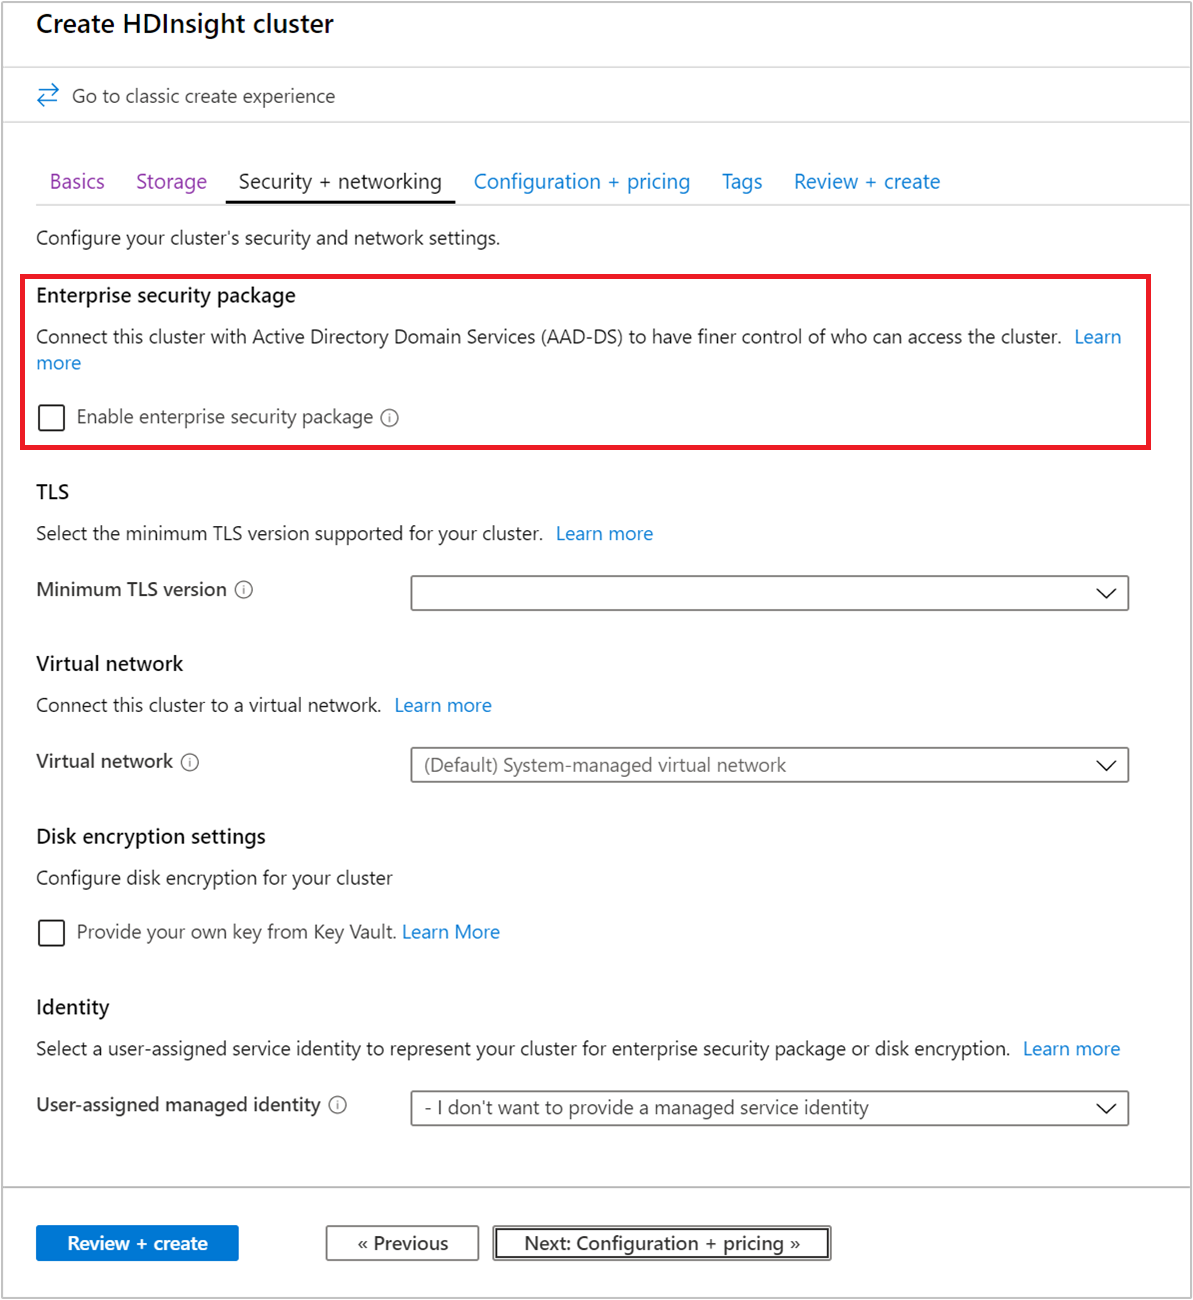 Create HDInsight cluster
Go to classic create experience
Basics Storage Security + networking Configuration + pricing Tags Review + create
Configure your cluster's security and network settings.
Enterprise security package
Connect this cluster with Active Directory Domain Services (AAD-DS) to have finer control of who can access the cluster. Learn
more
Enable enterprise security package
TLS
Select the minimum TLS version supported for your cluster. Learn more
Minimum TLS version
Virtual network
Connect this cluster to a virtual network. Learn more
Virtual network (Default) System-managed virtual network
Disk encryption settings
Configure disk encryption for your cluster
Provide your own key from Key Vault. Learn More
Identity
Select a user-assigned service identity to represent your cluster for enterprise security package or disk encryption. Learn more
User-assigned managed identity - I don't want to provide a managed service identity
Review + create « Previous Next: Configuration + pricing »